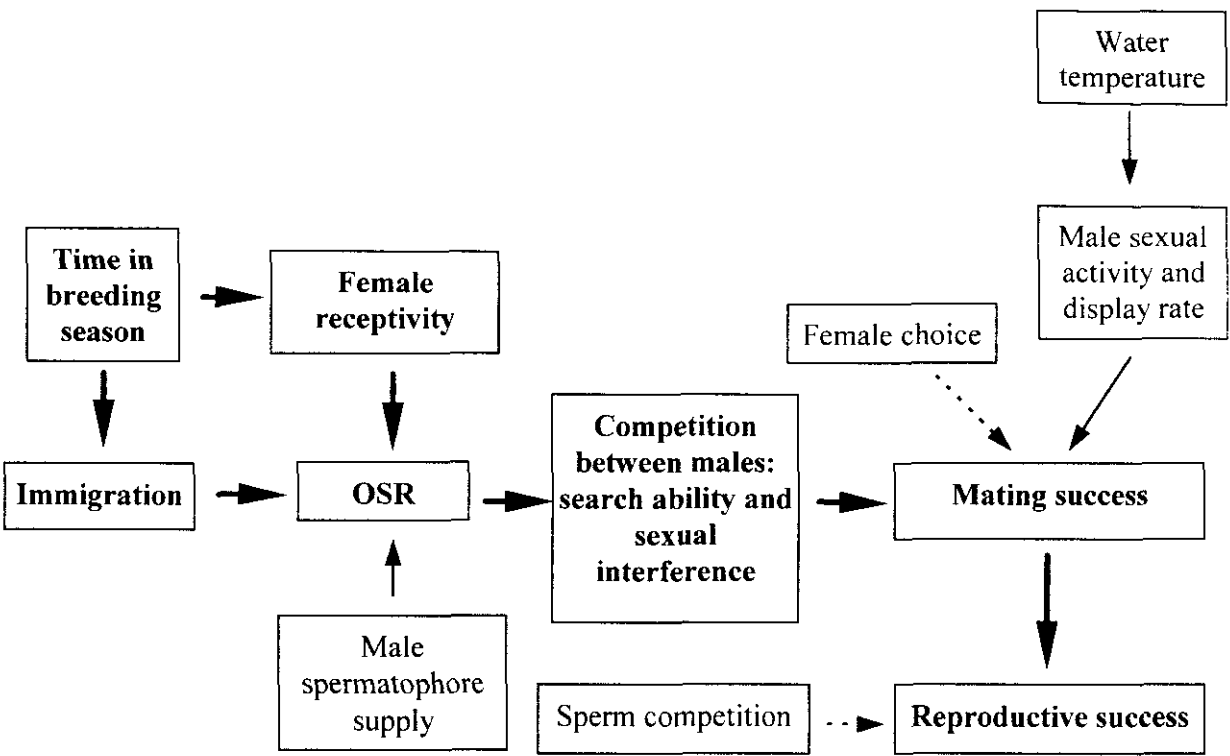 Water
temperature
Time in
breeding
season
Female
receptivity
Male sexual
activity and
display rate
Female choice
Immigration
OSR
Competition
between males:
search ability and
sexual
interference
Mating success
Male
spermatophore
supply
Sperm competition
Reproductive success